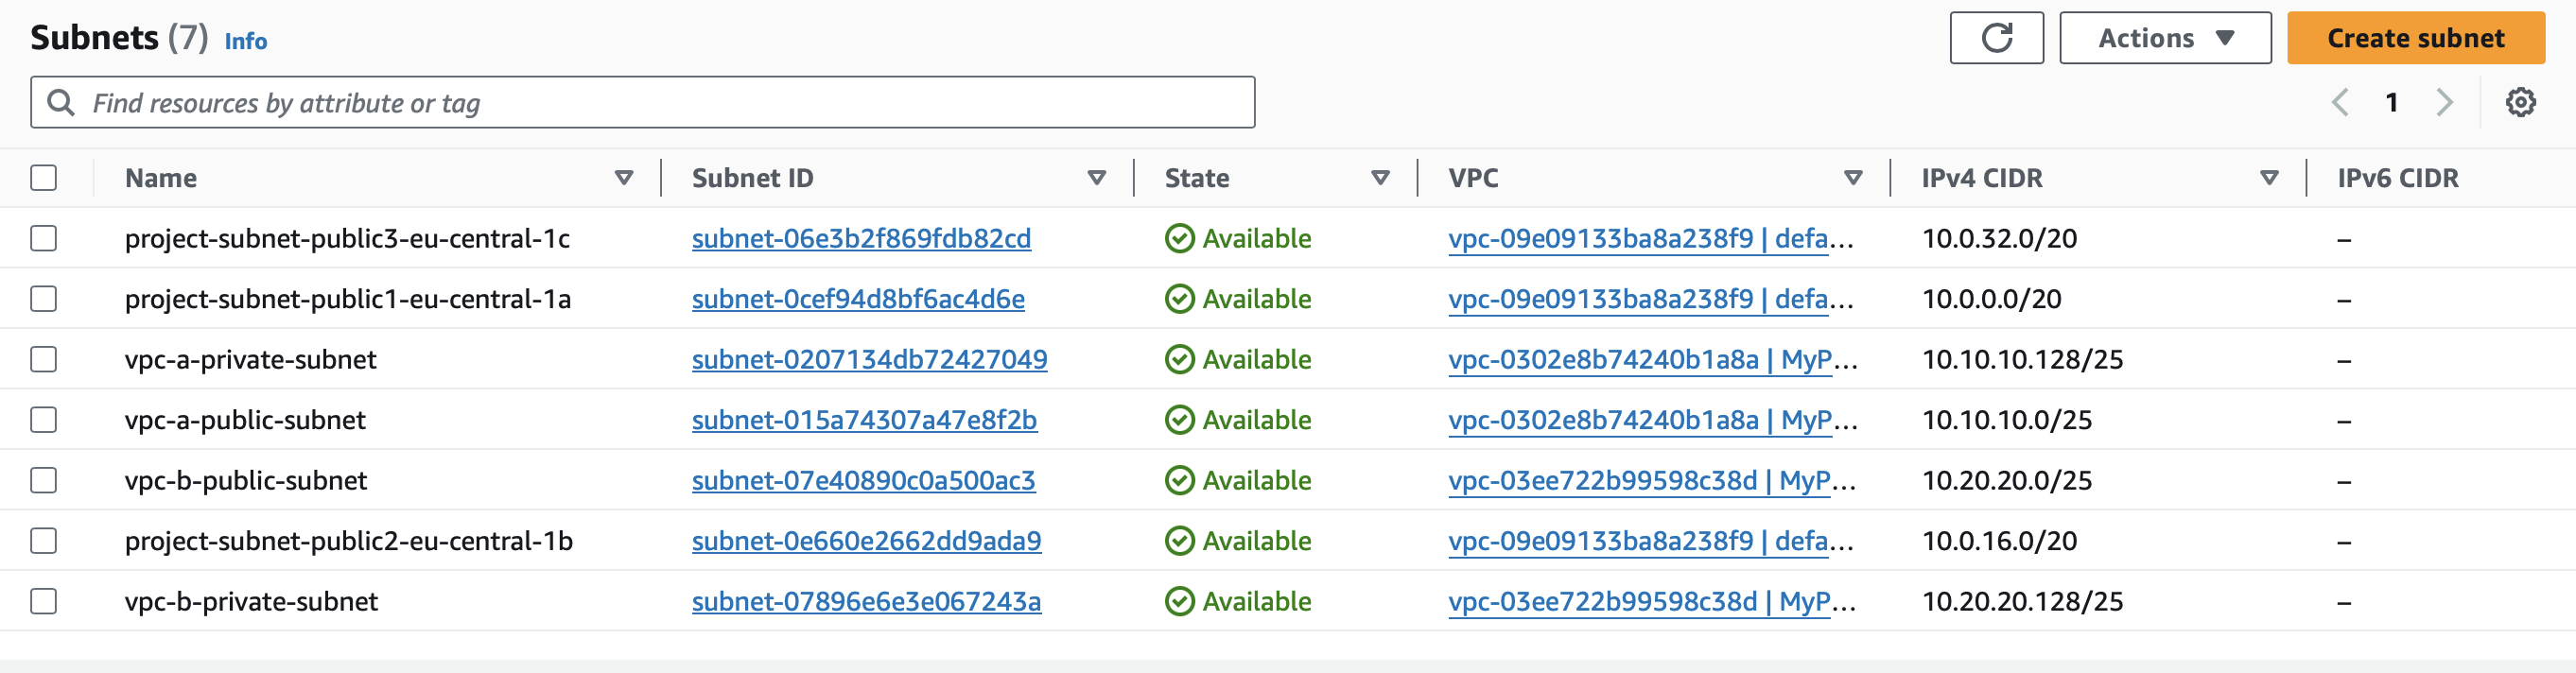 Subnets (7) Info
Actions
Create subnet
Find resources by attribute or tag
1
Name Subnet ID State VPC IPv4 CIDR IPv6 CIDR
project-subnet-public3-eu-central-1c subnet-06e3b2f869fdb82cd Available vpc-09e09133ba8a238f9 | defa... 10.0.32.0/20 –
project-subnet-public1-eu-central-1a subnet-0cef94d8bf6ac4d6e Available vpc-09e09133ba8a238f9 | defa... 10.0.0.0/20 –
vpc-a-private-subnet subnet-0207134db72427049 Available vpc-0302e8b74240b1a8a | MyP... 10.10.10.128/25 –
vpc-a-public-subnet subnet-015a74307a47e8f2b Available vpc-0302e8b74240b1a8a | MyP... 10.10.10.0/25 –
vpc-b-public-subnet subnet-07e40890c0a500ac3 Available vpc-03ee722b99598c38d | MyP... 10.20.20.0/25 –
project-subnet-public2-eu-central-1b subnet-0e660e2662dd9ada9 Available vpc-09e09133ba8a238f9 | defa... 10.0.16.0/20 –
vpc-b-private-subnet subnet-07896e6e3e067243a Available vpc-03ee722b99598c38d | MyP... 10.20.20.128/25 –